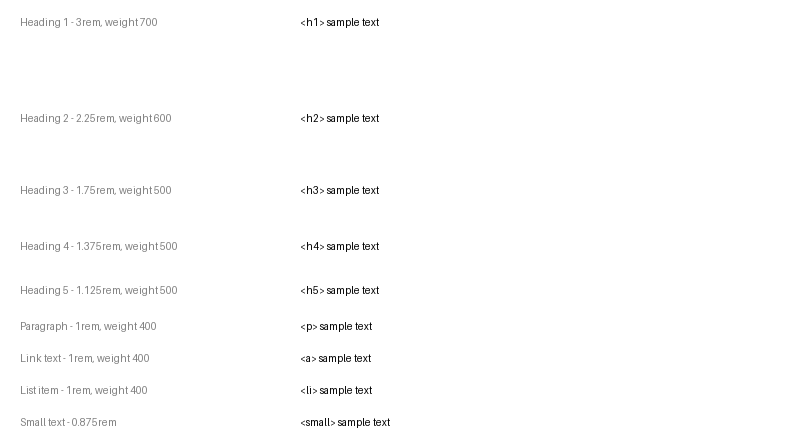 Heading 1 - 3rem, weight 700 <h1> sample text
Heading 2 - 2.25rem, weight 600 <h2> sample text
Heading 3 - 1.75rem, weight 500 <h3> sample text
Heading 4 - 1.375rem, weight 500 <h4> sample text
Heading 5 - 1.125rem, weight 500 <h5> sample text
Paragraph - 1rem, weight 400 <p> sample text
Link text - 1rem, weight 400 <a> sample text
List item - 1rem, weight 400 <li> sample text
Small text - 0.875rem <small> sample text